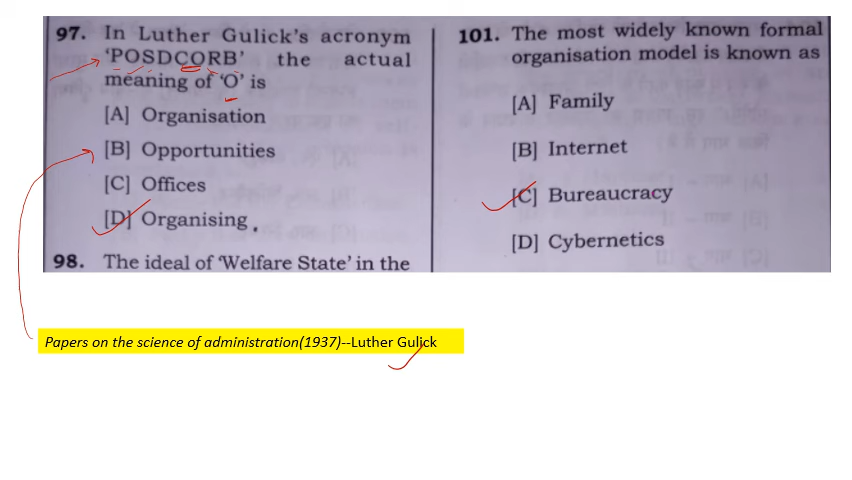 97. In Luther Gulick's acronym
'POSDCORB' the actual
meaning of 'O' is
[A] Organisation
[B] Opportunities
[C] Offices
[D] Organising
98. The ideal of 'Welfare State' in the
101. The most widely known formal
organisation model is known as
[A] Family
[B] Internet
[C] Bureaucracy
[D] Cybernetics
Papers on the science of administration(1937)--Luther Gulick